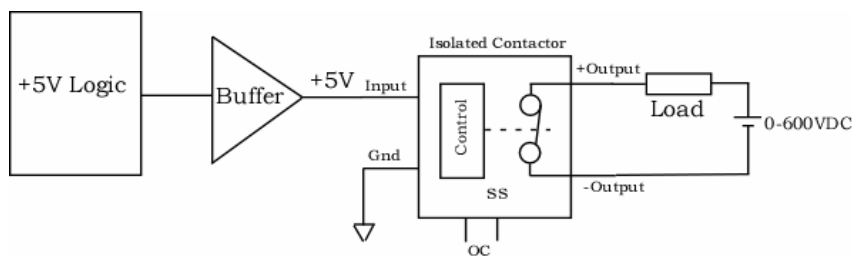 Isolated Contactor
+5V Logic
Buffer
+5V
Input
+Output
Load
0-600VDC
Control
Gnd
-Output
SS
OC